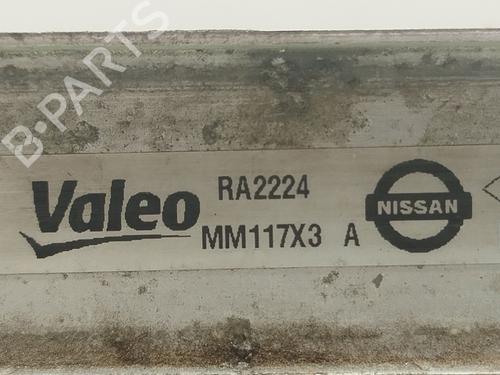 B-PARTS
Valeo
RA2224
MM117X3 A
NISSAN